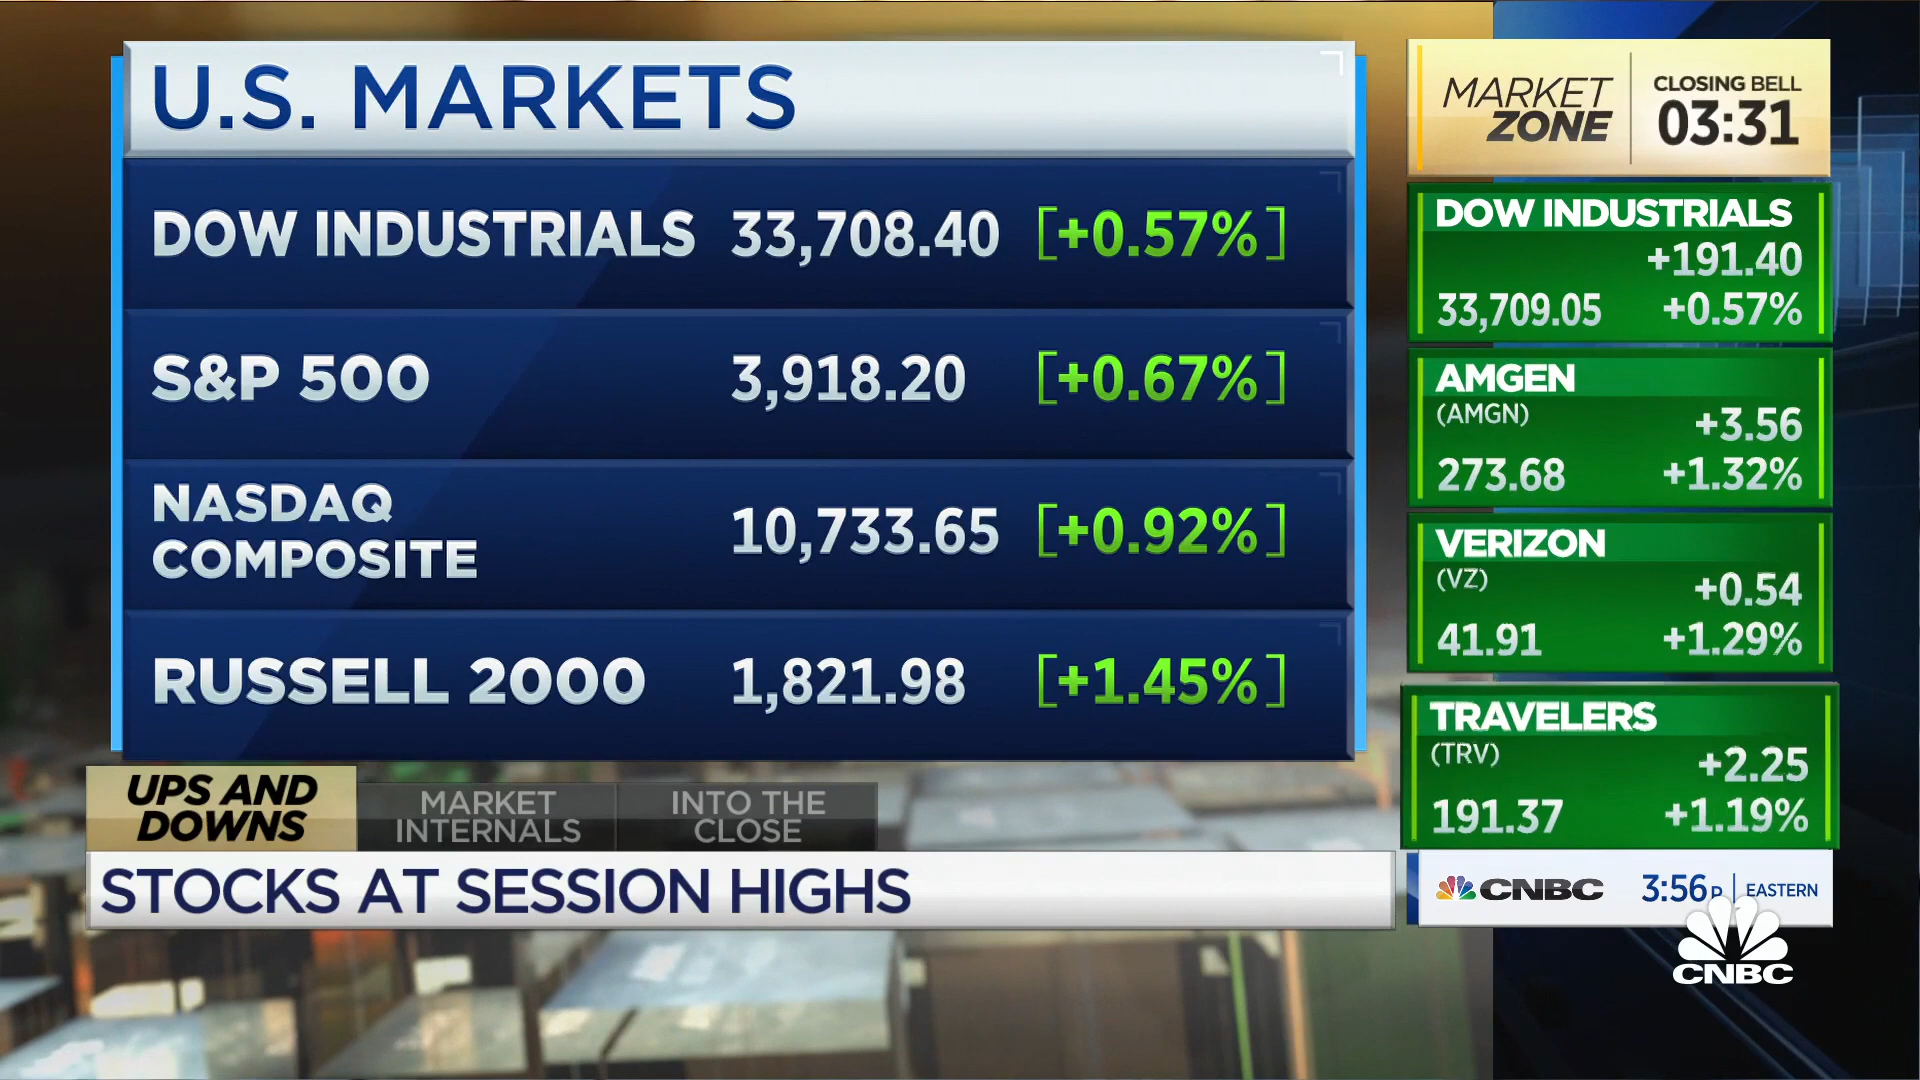 U.S. MARKETS
DOW INDUSTRIALS 33,708.40 [+0.57%]
S&P 500 3,918.20 [+0.67%]
NASDAQ
COMPOSITE
10,733.65 [+0.92%]
RUSSELL 2000 1,821.98 [+1.45%]
UPS AND
DOWNS
MARKET
INTERNALS
INTO THE
CLOSE
STOCKS AT SESSION HIGHS
MARKET
ZONE
CLOSING BELL
03:31
DOW INDUSTRIALS
+191.40
33,709.05 +0.57%
AMGEN
(AMGN)
+3.56
273.68 +1.32%
VERIZON
(VZ)
+0.54
41.91 +1.29%
TRAVELERS
(TRV)
+2.25
191.37 +1.19%
CNBC 3:56P EASTERN
CNBC